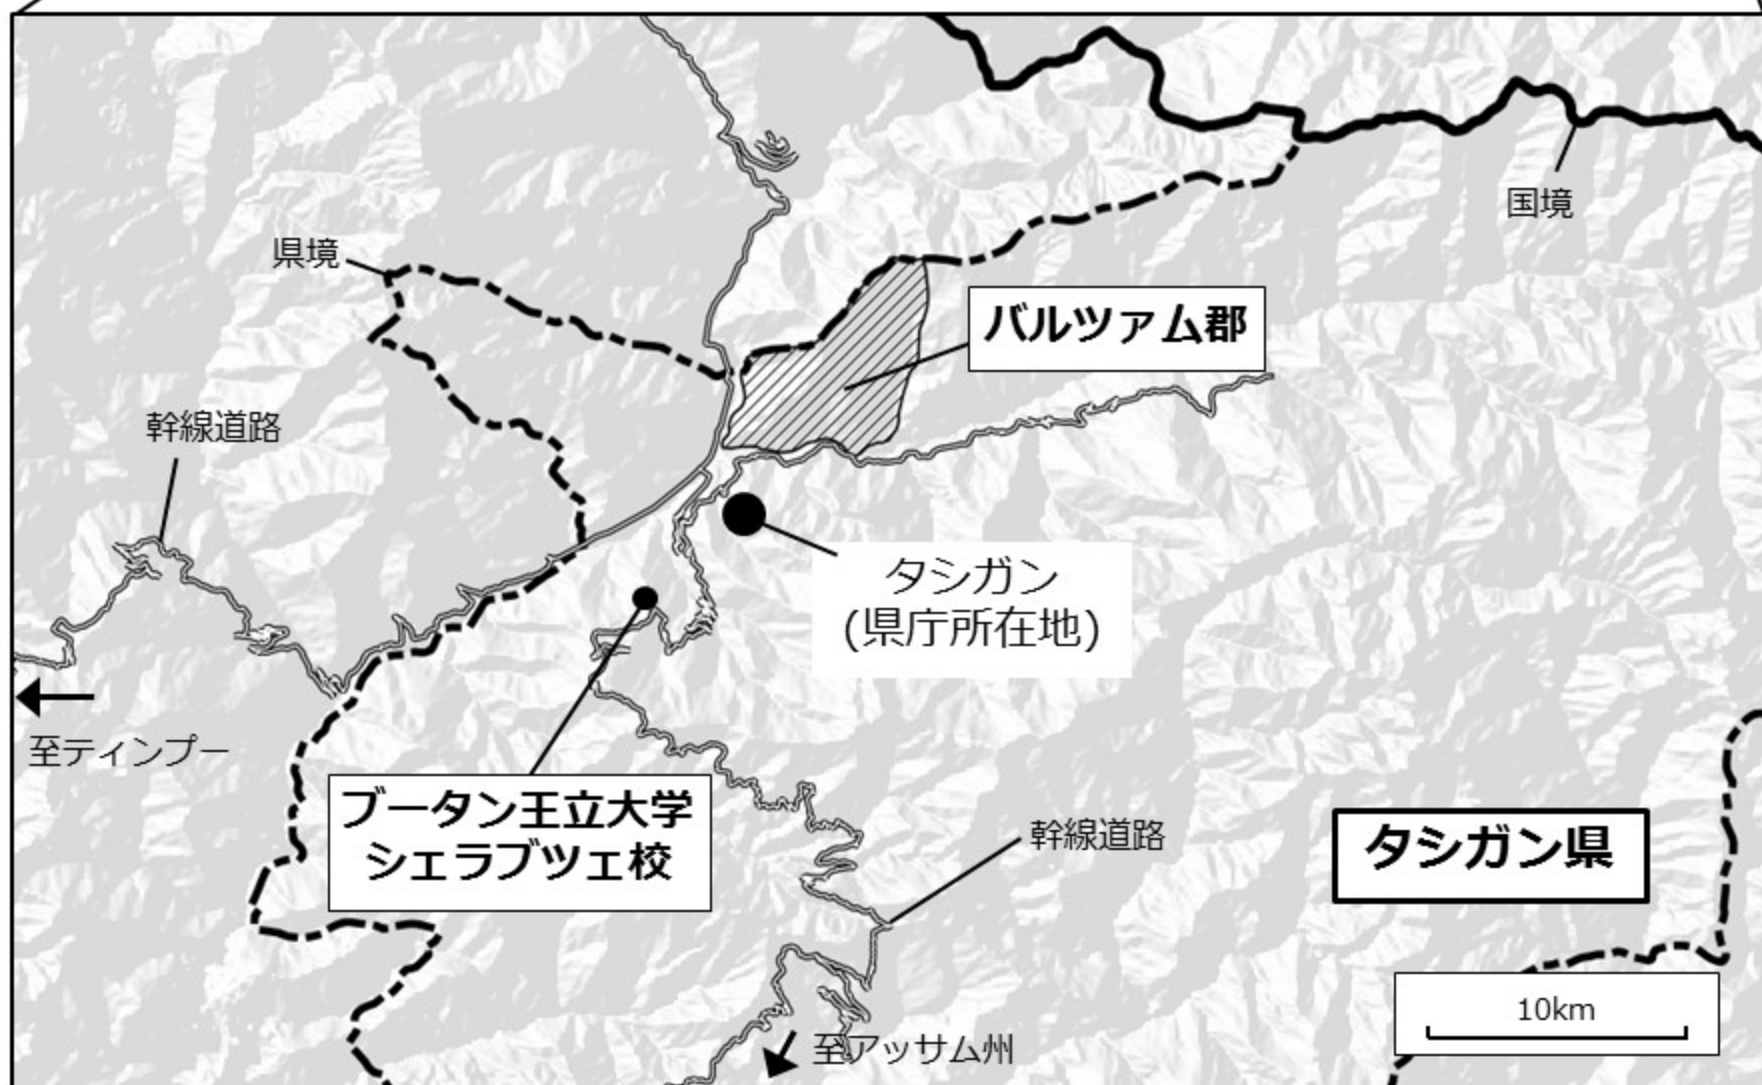 国境
県境
バルツァム郡
幹線道路
タシガン
(県庁所在地)
至ティンプー
ブータン王立大学
シェラブツェ校
幹線道路
タシガン県
10km
至アッサム州